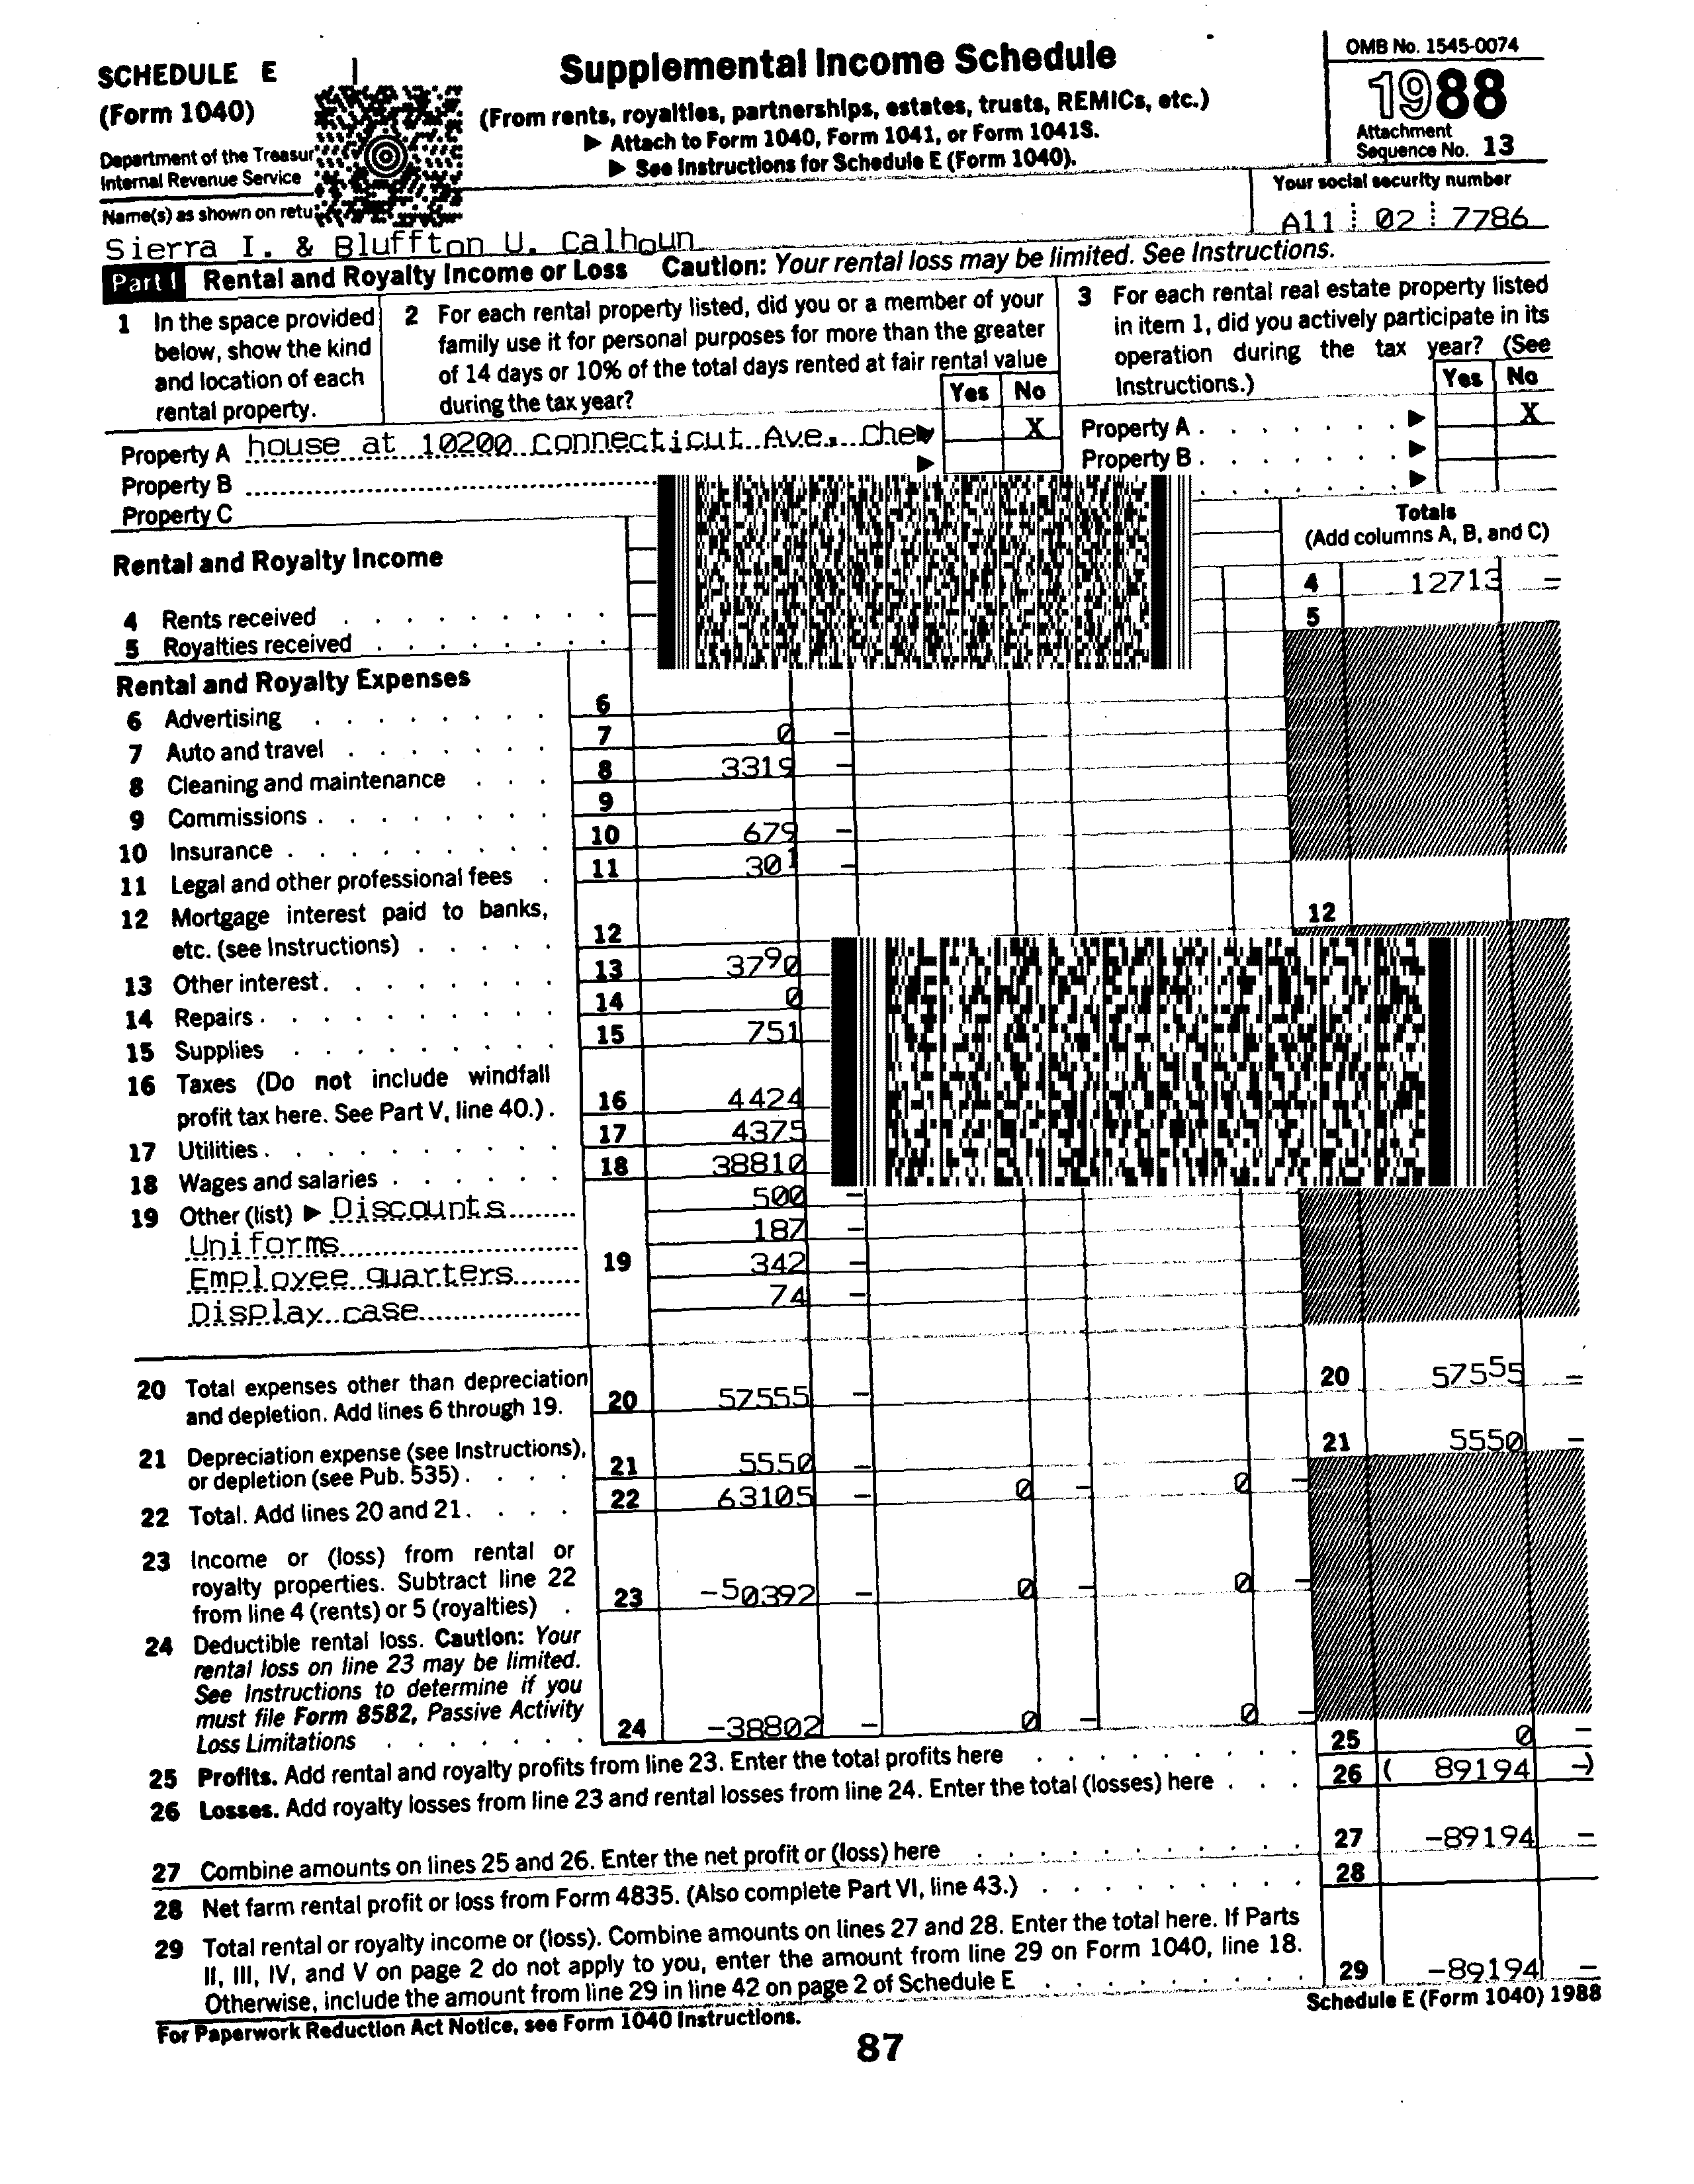 SCHEDULE E
(Form 1040)
Department of the Treasur
Internal Revenue Service
Supplemental Income Schedule
(From rents, royalties, partnerships, estates, trusts, REMICs, etc.)
▶ Attach to Form 1040, Form 1041, or Form 1041S.
▶ See Instructions for Schedule E (Form 1040).
OMB No. 1545-0074
1988
Attachment
Sequence No. 13
Name(s) as shown on retu
Your social security number
Sierra I. & Bluffton U. Calhoun
A11 02 7786
Part I Rental and Royalty Income or Loss Caution: Your rental loss may be limited. See Instructions.
1 In the space provided
below, show the kind
and location of each
rental property.
2 For each rental property listed, did you or a member of your
family use it for personal purposes for more than the greater
of 14 days or 10% of the total days rented at fair rental value
during the tax year?
Yes No
3 For each rental real estate property listed
in item 1, did you actively participate in its
operation during the tax year? (See
Instructions.)
Yes No
Property A house at 10200 Connecticut Ave., Chev X
Property A ▶ X
Property B
Property B ▶
Property C
Totals
(Add columns A, B, and C)
Rental and Royalty Income
4 Rents received 4 12713 –
5 Royalties received 5
Rental and Royalty Expenses
6 Advertising 6
7 Auto and travel 7 0 –
8 Cleaning and maintenance 8 3319 –
9 Commissions 9
10 Insurance 10 679 –
11 Legal and other professional fees 11 301 –
12 Mortgage interest paid to banks,
etc. (see Instructions) 12 12
13 Other interest 13 3790
14 Repairs 14 0
15 Supplies 15 751
16 Taxes (Do not include windfall
profit tax here. See Part V, line 40.) 16 4424
17 Utilities 17 4375
18 Wages and salaries 18 38810
19 Other (list) ▶ Discounts 500 –
Uniforms 187 –
Employee quarters 19 342 –
Display case 74 –
20 Total expenses other than depreciation
and depletion. Add lines 6 through 19. 20 57555 – 20 57555 –
21 Depreciation expense (see Instructions),
or depletion (see Pub. 535) 21 5550 – 21 5550 –
22 Total. Add lines 20 and 21 22 63105 – 0 – 0 –
23 Income or (loss) from rental or
royalty properties. Subtract line 22
from line 4 (rents) or 5 (royalties) 23 -50392 – 0 – 0 –
24 Deductible rental loss. Caution: Your
rental loss on line 23 may be limited.
See Instructions to determine if you
must file Form 8582, Passive Activity
Loss Limitations 24 -38802 – 0 – 0 –
25 Profits. Add rental and royalty profits from line 23. Enter the total profits here 25 0 –
26 Losses. Add royalty losses from line 23 and rental losses from line 24. Enter the total (losses) here 26 ( 89194 –)
27 Combine amounts on lines 25 and 26. Enter the net profit or (loss) here 27 -89194 –
28 Net farm rental profit or loss from Form 4835. (Also complete Part VI, line 43.) 28
29 Total rental or royalty income or (loss). Combine amounts on lines 27 and 28. Enter the total here. If Parts
II, III, IV, and V on page 2 do not apply to you, enter the amount from line 29 on Form 1040, line 18.
Otherwise, include the amount from line 29 in line 42 on page 2 of Schedule E 29 -89194 –
For Paperwork Reduction Act Notice, see Form 1040 Instructions.
Schedule E (Form 1040) 1988
87